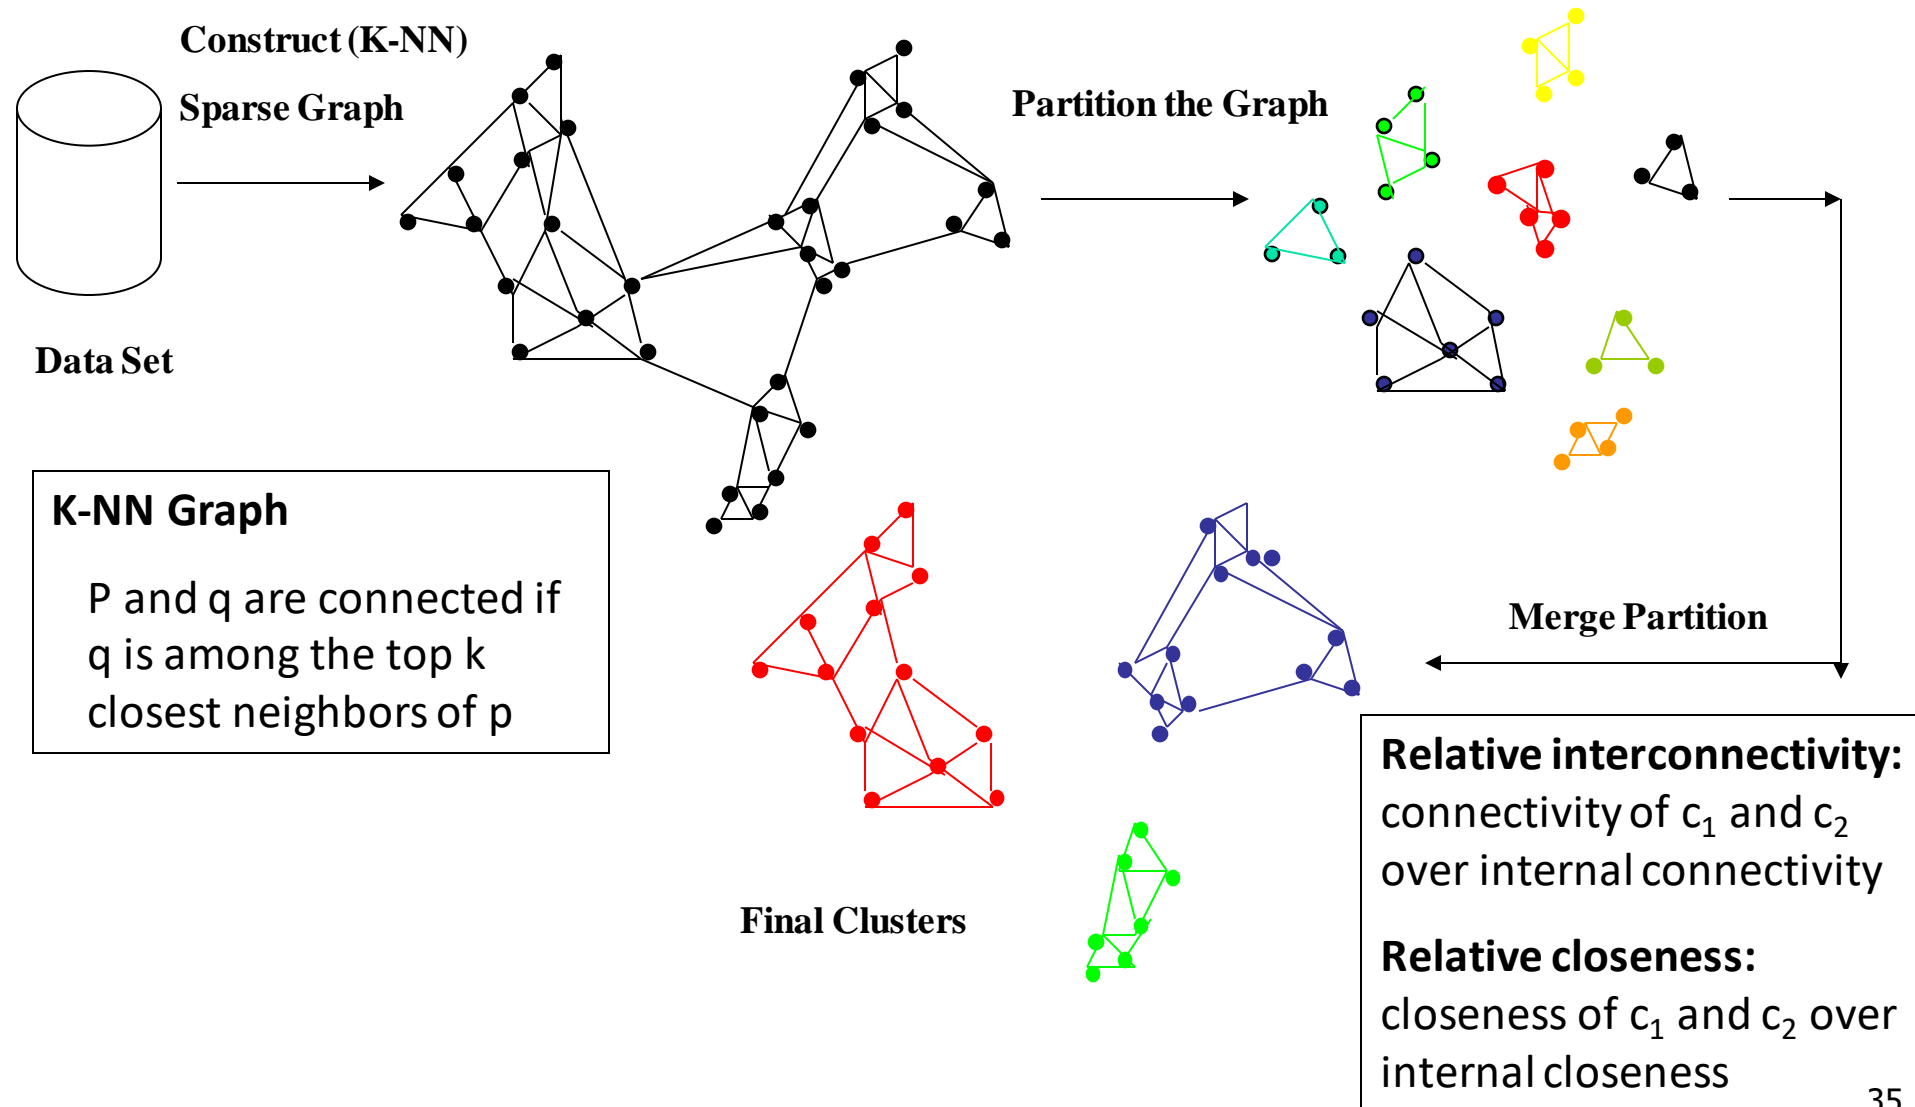 Construct (K-NN)
Sparse Graph
Data Set
Partition the Graph
K-NN Graph
P and q are connected if
q is among the top k
closest neighbors of p
Merge Partition
Final Clusters
Relative interconnectivity:
connectivity of c₁ and c₂
over internal connectivity
Relative closeness:
closeness of c₁ and c₂ over
internal closeness
35